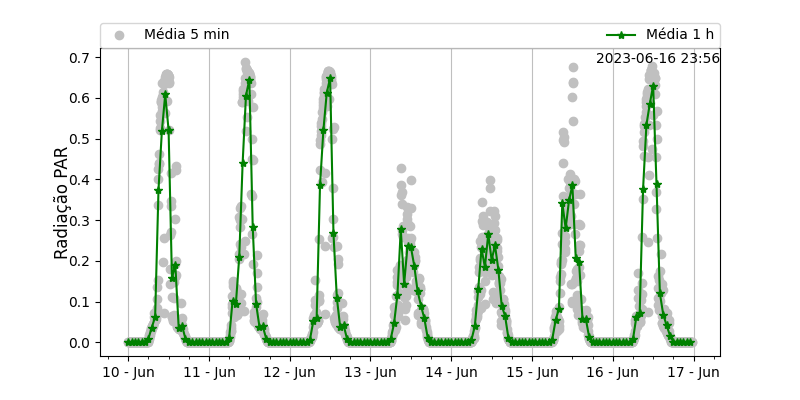 Média 5 min
Média 1 h
2023-06-16 23:56
Radiação PAR
0.7
0.6
0.5
0.4
0.3
0.2
0.1
0.0
10 - Jun
11 - Jun
12 - Jun
13 - Jun
14 - Jun
15 - Jun
16 - Jun
17 - Jun